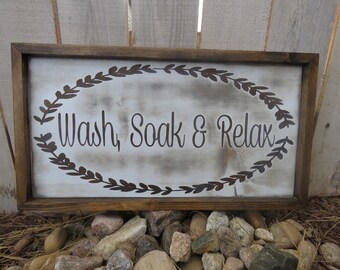 Wash, Soak & Relax